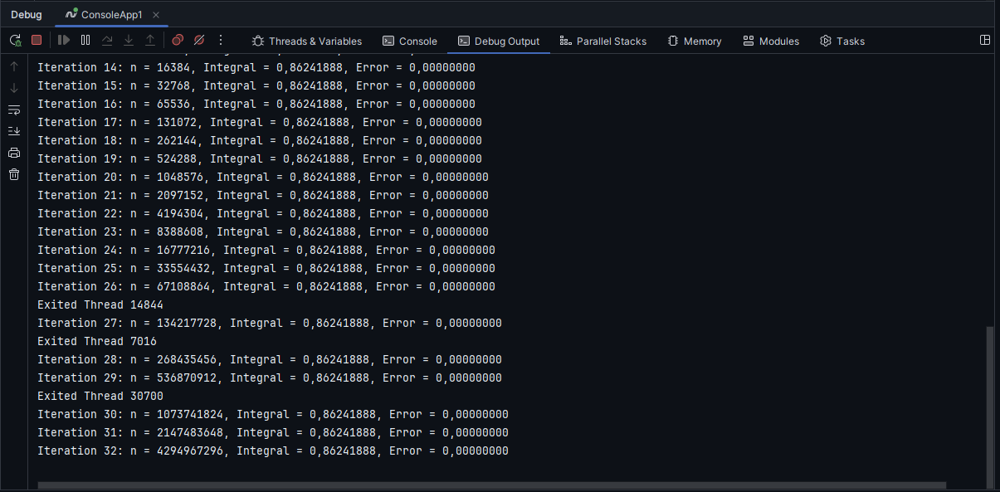 Debug
ConsoleApp1
Threads & Variables
Console
Debug Output
Parallel Stacks
Memory
Modules
Tasks
Iteration 14: n = 16384, Integral = 0,86241888, Error = 0,00000000
Iteration 15: n = 32768, Integral = 0,86241888, Error = 0,00000000
Iteration 16: n = 65536, Integral = 0,86241888, Error = 0,00000000
Iteration 17: n = 131072, Integral = 0,86241888, Error = 0,00000000
Iteration 18: n = 262144, Integral = 0,86241888, Error = 0,00000000
Iteration 19: n = 524288, Integral = 0,86241888, Error = 0,00000000
Iteration 20: n = 1048576, Integral = 0,86241888, Error = 0,00000000
Iteration 21: n = 2097152, Integral = 0,86241888, Error = 0,00000000
Iteration 22: n = 4194304, Integral = 0,86241888, Error = 0,00000000
Iteration 23: n = 8388608, Integral = 0,86241888, Error = 0,00000000
Iteration 24: n = 16777216, Integral = 0,86241888, Error = 0,00000000
Iteration 25: n = 33554432, Integral = 0,86241888, Error = 0,00000000
Iteration 26: n = 67108864, Integral = 0,86241888, Error = 0,00000000
Exited Thread 14844
Iteration 27: n = 134217728, Integral = 0,86241888, Error = 0,00000000
Exited Thread 7016
Iteration 28: n = 268435456, Integral = 0,86241888, Error = 0,00000000
Iteration 29: n = 536870912, Integral = 0,86241888, Error = 0,00000000
Exited Thread 30700
Iteration 30: n = 1073741824, Integral = 0,86241888, Error = 0,00000000
Iteration 31: n = 2147483648, Integral = 0,86241888, Error = 0,00000000
Iteration 32: n = 4294967296, Integral = 0,86241888, Error = 0,00000000